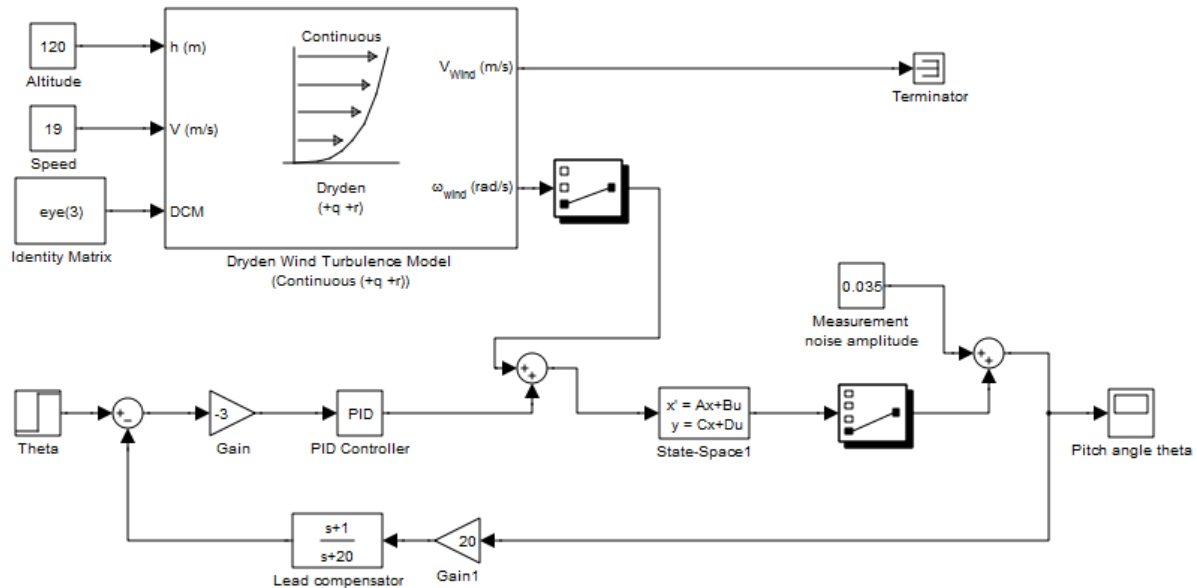 120
Altitude
19
Speed
eye(3)
Identity Matrix
h (m)
V (m/s)
DCM
Continuous
Dryden
(+q +r)
V_Wind (m/s)
ω_wind (rad/s)
Dryden Wind Turbulence Model
(Continuous (+q +r))
Terminator
0.035
Measurement
noise amplitude
Theta
+
−
-3
Gain
PID
PID Controller
+
+
x' = Ax+Bu
y = Cx+Du
State-Space1
+
+
Pitch angle theta
s+1
s+20
Lead compensator
20
Gain1